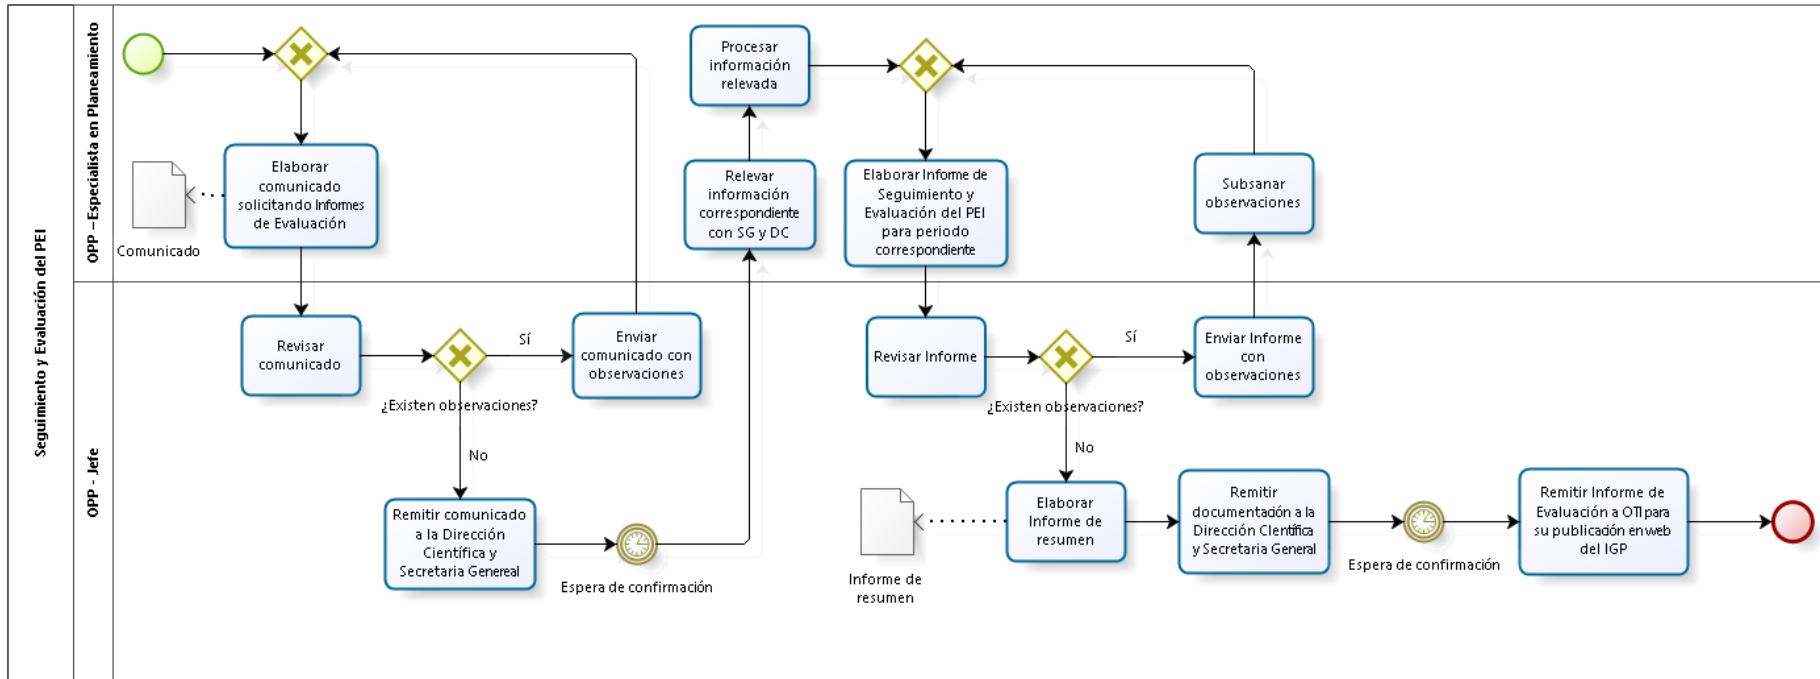 Seguimiento y Evaluación del PEI
OPP – Especialista en Planeamiento
Elaborar
comunicado
solicitando Informes
de Evaluación
Comunicado
Relevar
información
correspondiente
con SG y DC
Procesar
información
relevada
Elaborar Informe de
Seguimiento y
Evaluación del PEI
para periodo
correspondiente
Subsanar
observaciones
OPP - Jefe
Revisar
comunicado
¿Existen observaciones?
Sí
Enviar
comunicado con
observaciones
No
Remitir comunicado
a la Dirección
Científica y
Secretaria Genereal
Espera de confirmación
Revisar Informe
¿Existen observaciones?
Sí
Enviar Informe
con
observaciones
No
Elaborar
Informe de
resumen
Informe de
resumen
Remitir
documentación a la
Dirección Científica
y Secretaria General
Espera de confirmación
Remitir Informe de
Evaluación a OTI para
su publicación en web
del IGP